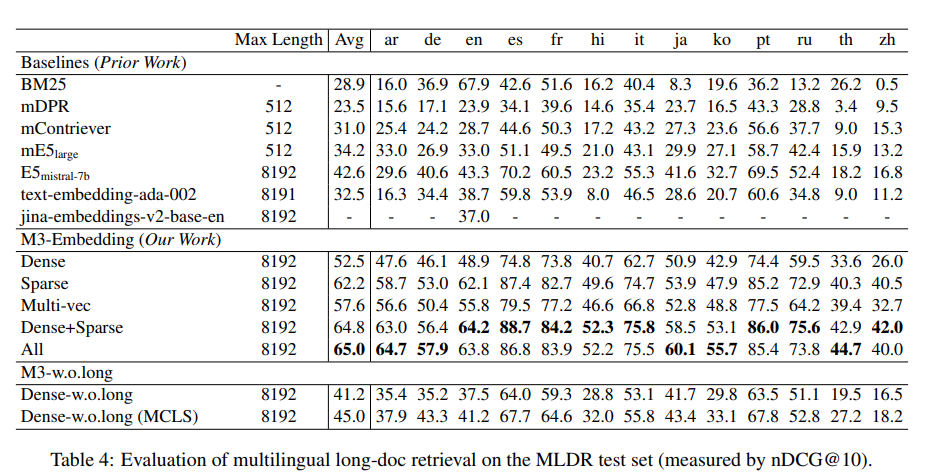 Max Length Avg ar de en es fr hi it ja ko pt ru th zh
Baselines (Prior Work)
BM25 - 28.9 16.0 36.9 67.9 42.6 51.6 16.2 40.4 8.3 19.6 36.2 13.2 26.2 0.5
mDPR 512 23.5 15.6 17.1 23.9 34.1 39.6 14.6 35.4 23.7 16.5 43.3 28.8 3.4 9.5
mContriever 512 31.0 25.4 24.2 28.7 44.6 50.3 17.2 43.2 27.3 23.6 56.6 37.7 9.0 15.3
mE5large 512 34.2 33.0 26.9 33.0 51.1 49.5 21.0 43.1 29.9 27.1 58.7 42.4 15.9 13.2
E5mistral-7b 8192 42.6 29.6 40.6 43.3 70.2 60.5 23.2 55.3 41.6 32.7 69.5 52.4 18.2 16.8
text-embedding-ada-002 8191 32.5 16.3 34.4 38.7 59.8 53.9 8.0 46.5 28.6 20.7 60.6 34.8 9.0 11.2
jina-embeddings-v2-base-en 8192 - - - 37.0 - - - - - - - - - -
M3-Embedding (Our Work)
Dense 8192 52.5 47.6 46.1 48.9 74.8 73.8 40.7 62.7 50.9 42.9 74.4 59.5 33.6 26.0
Sparse 8192 62.2 58.7 53.0 62.1 87.4 82.7 49.6 74.7 53.9 47.9 85.2 72.9 40.3 40.5
Multi-vec 8192 57.6 56.6 50.4 55.8 79.5 77.2 46.6 66.8 52.8 48.8 77.5 64.2 39.4 32.7
Dense+Sparse 8192 64.8 63.0 56.4 64.2 88.7 84.2 52.3 75.8 58.5 53.1 86.0 75.6 42.9 42.0
All 8192 65.0 64.7 57.9 63.8 86.8 83.9 52.2 75.5 60.1 55.7 85.4 73.8 44.7 40.0
M3-w.o.long
Dense-w.o.long 8192 41.2 35.4 35.2 37.5 64.0 59.3 28.8 53.1 41.7 29.8 63.5 51.1 19.5 16.5
Dense-w.o.long (MCLS) 8192 45.0 37.9 43.3 41.2 67.7 64.6 32.0 55.8 43.4 33.1 67.8 52.8 27.2 18.2
Table 4: Evaluation of multilingual long-doc retrieval on the MLDR test set (measured by nDCG@10).